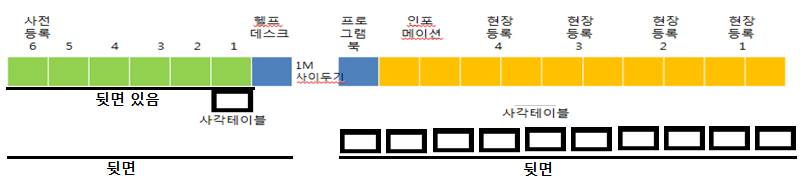 사전
등록
6 5 4 3 2 1
헬프
데스크
1M
사이두기
프로
그램
북
인포
메이션
현장
등록
4
현장
등록
3
현장
등록
2
현장
등록
1
뒷면 있음
사각테이블
사각테이블
뒷면
뒷면